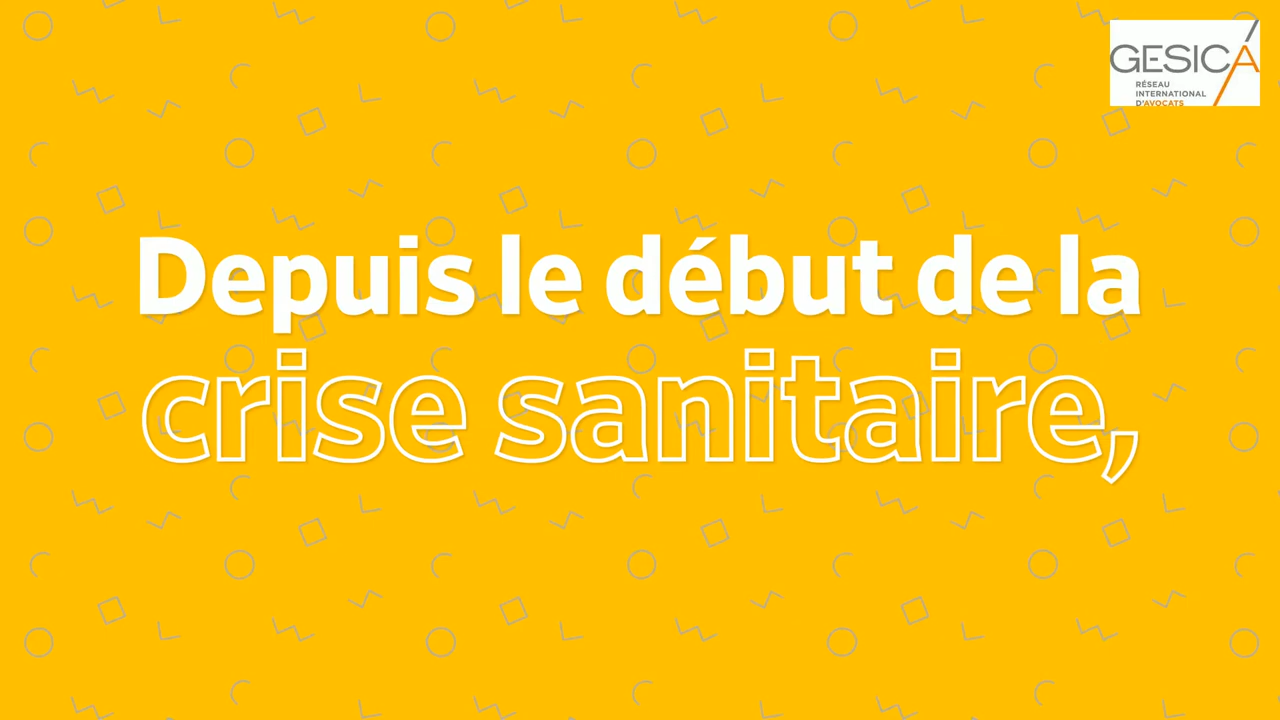 GESICA
RÉSEAU
INTERNATIONAL
D'AVOCATS
Depuis le début de la
crise sanitaire,